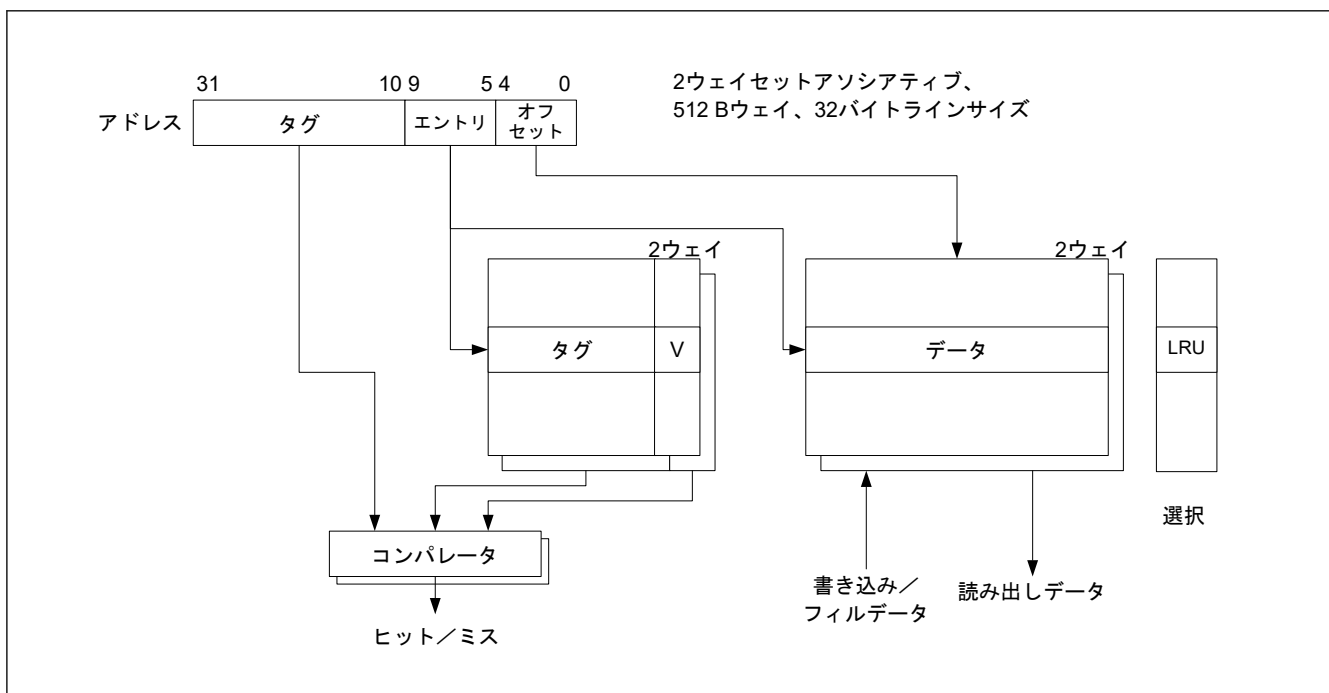 31 10 9 5 4 0
アドレス タグ エントリ オフ
セット
2ウェイセットアソシアティブ、
512 Bウェイ、32バイトラインサイズ
2ウェイ
タグ V
2ウェイ
データ
LRU
選択
コンパレータ
ヒット／ミス
書き込み／
フィルデータ
読み出しデータ